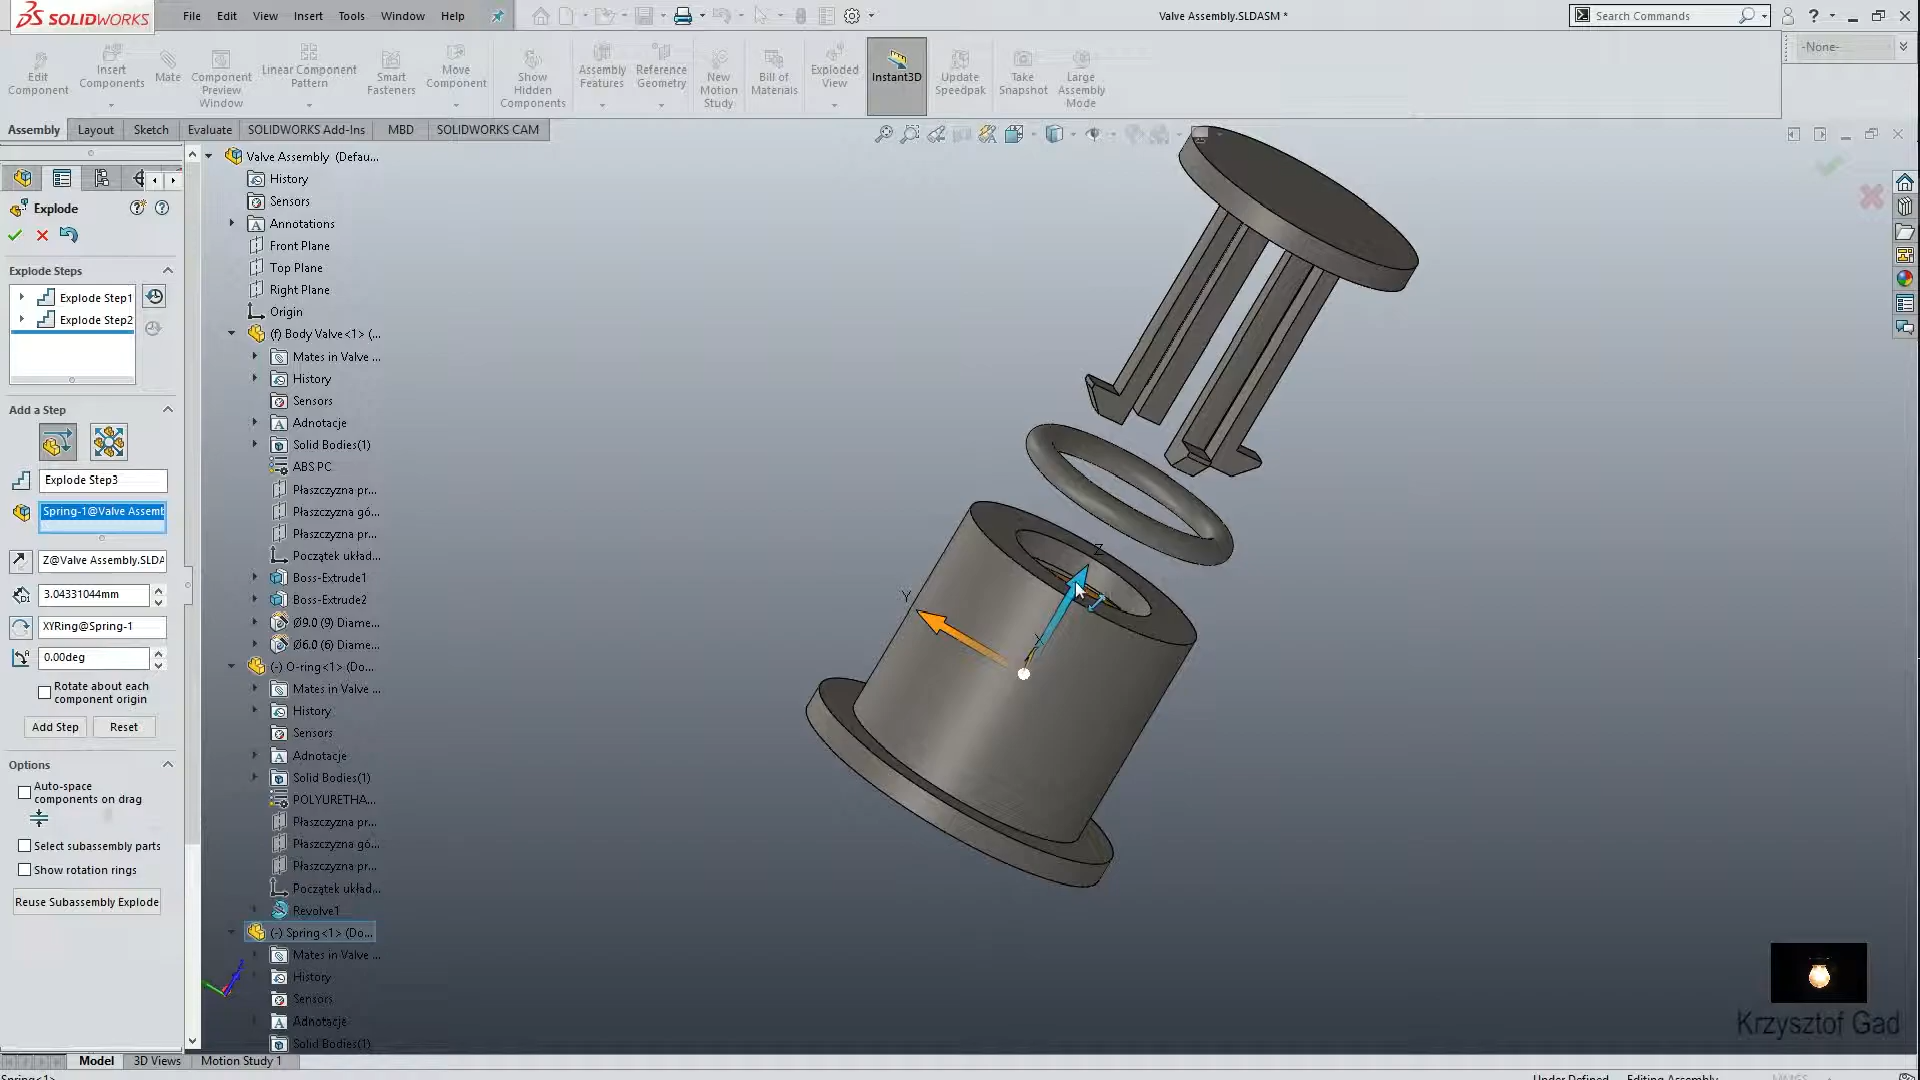 SOLIDWORKS
File Edit View Insert Tools Window Help
Valve Assembly.SLDASM *
Search Commands
?
-None-
Edit Component
Insert Components
Mate
Component Preview Window
Linear Component Pattern
Smart Fasteners
Move Component
Show Hidden Components
Assembly Features
Reference Geometry
New Motion Study
Bill of Materials
Exploded View
Instant3D
Update Speedpak
Take Snapshot
Large Assembly Mode
Assembly Layout Sketch Evaluate SOLIDWORKS Add-Ins MBD SOLIDWORKS CAM
Explode
Explode Steps
Explode Step1
Explode Step2
Add a Step
Explode Step3
Spring-1@Valve Assemb
Z@Valve Assembly.SLDA
3.04331044mm
XYRing@Spring-1
0.00deg
Rotate about each
component origin
Add Step Reset
Options
Auto-space
components on drag
Select subassembly parts
Show rotation rings
Reuse Subassembly Explode
Valve Assembly (Defau...
History
Sensors
Annotations
Front Plane
Top Plane
Right Plane
Origin
(f) Body Valve<1> (...
Mates in Valve ...
History
Sensors
Adnotacje
Solid Bodies(1)
ABS PC
Płaszczyzna pr...
Płaszczyzna gó...
Płaszczyzna pr...
Początek układ...
Boss-Extrude1
Boss-Extrude2
Ø9.0 (9) Diame...
Ø6.0 (6) Diame...
(-) O-ring<1> (Do...
Mates in Valve ...
History
Sensors
Adnotacje
Solid Bodies(1)
POLYURETHA...
Płaszczyzna pr...
Płaszczyzna gó...
Płaszczyzna pr...
Początek układ...
Revolve1
(-) Spring<1> (Do...
Mates in Valve ...
History
Sensors
Adnotacje
Solid Bodies(1)
Z
Y
X
Krzysztof Gad
Model 3D Views Motion Study 1
Spring<1>
Under Defined Editing Assembly MMGS